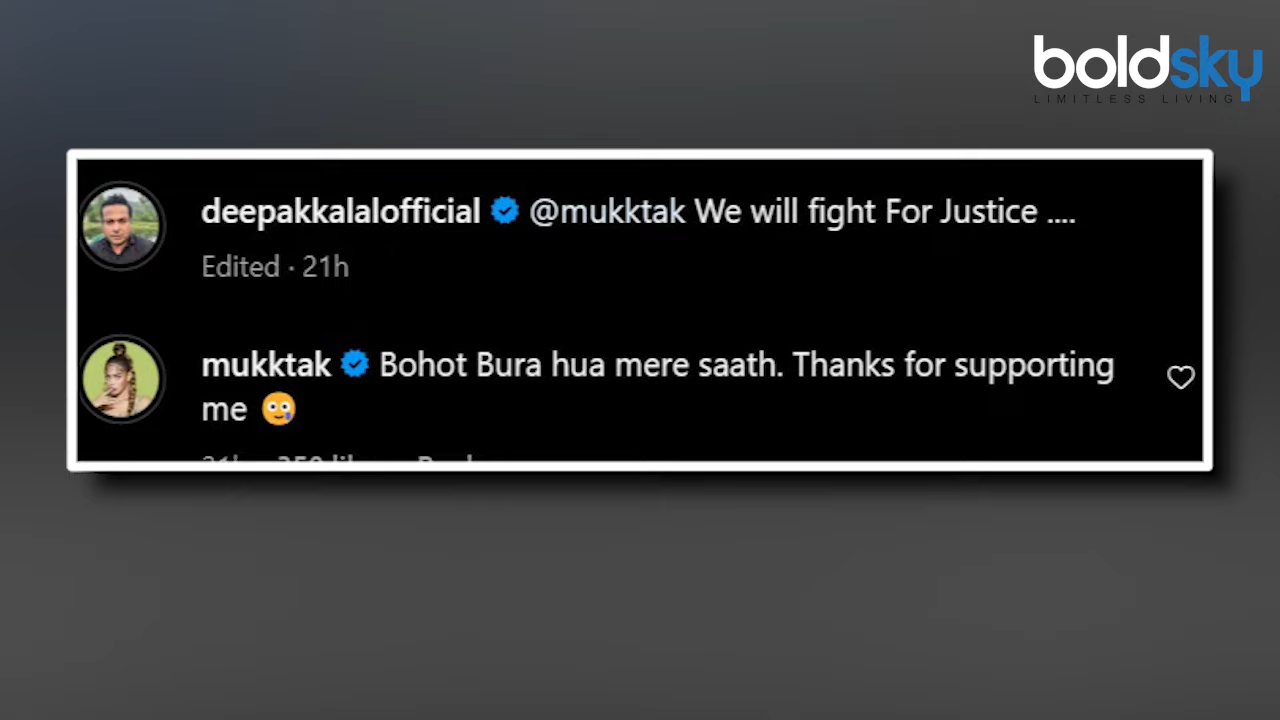 boldsky
LIMITLESS LIVING
deepakkalalofficial @mukktak We will fight For Justice ....
Edited · 21h
mukktak Bohot Bura hua mere saath. Thanks for supporting
me